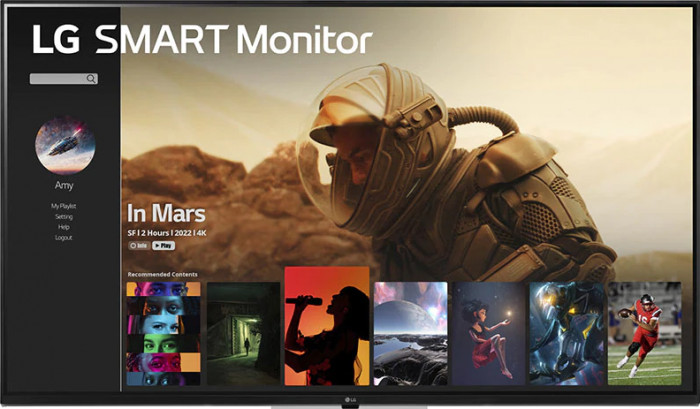 LG SMART Monitor
Amy
My Playlist
Setting
Help
Logout
In Mars
SF | 2 Hours | 2022 | 4K
Info
Play
Recommended Contents
16
LG